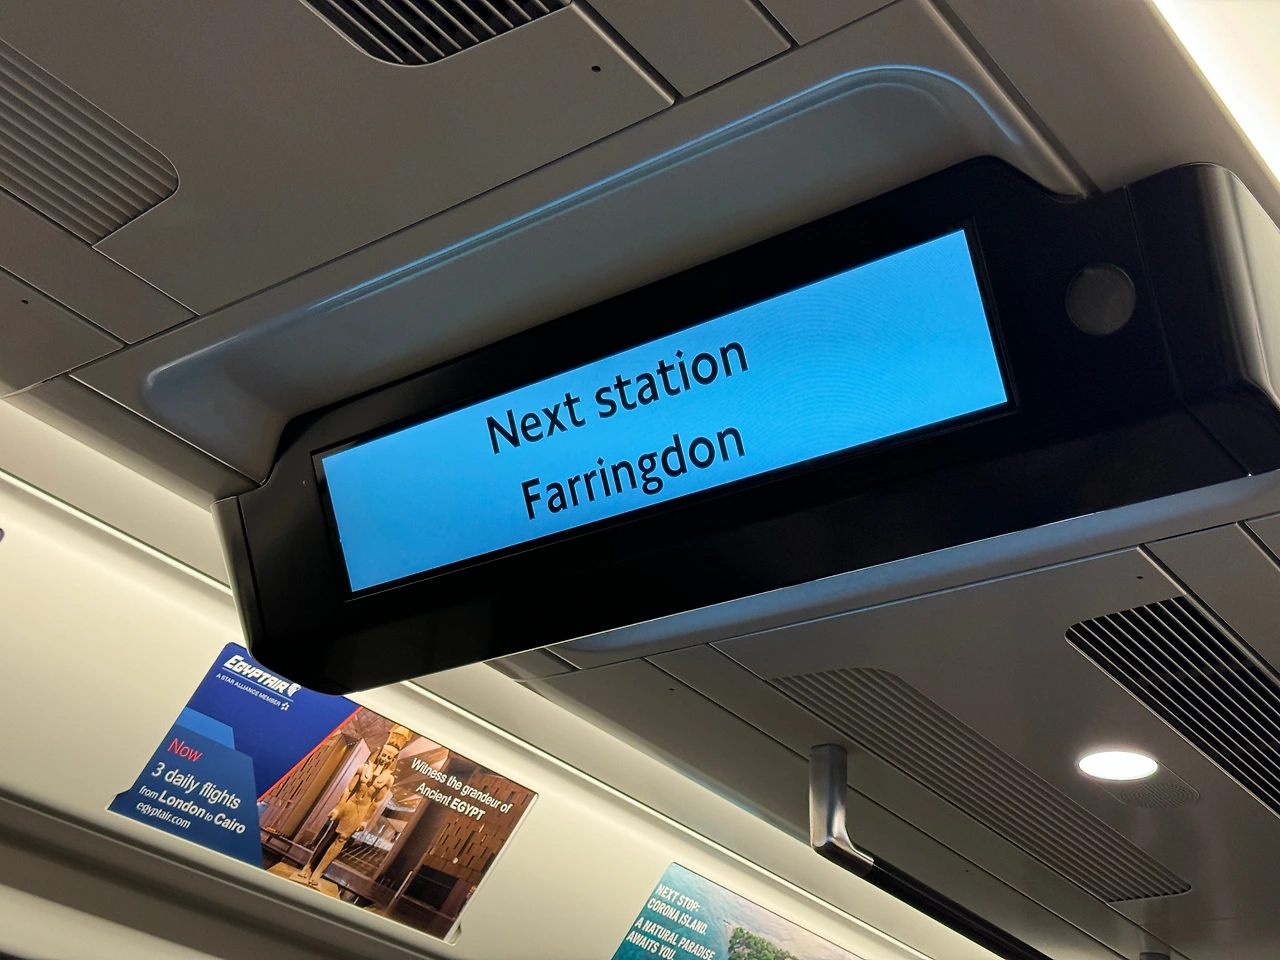 Next station
Farringdon
EGYPTAIR
A STAR ALLIANCE MEMBER
Now
3 daily flights
from London to Cairo
egyptair.com
Witness the grandeur of
Ancient EGYPT
NEXT STOP:
CORONA ISLAND.
A NATURAL PARADISE
AWAITS YOU.